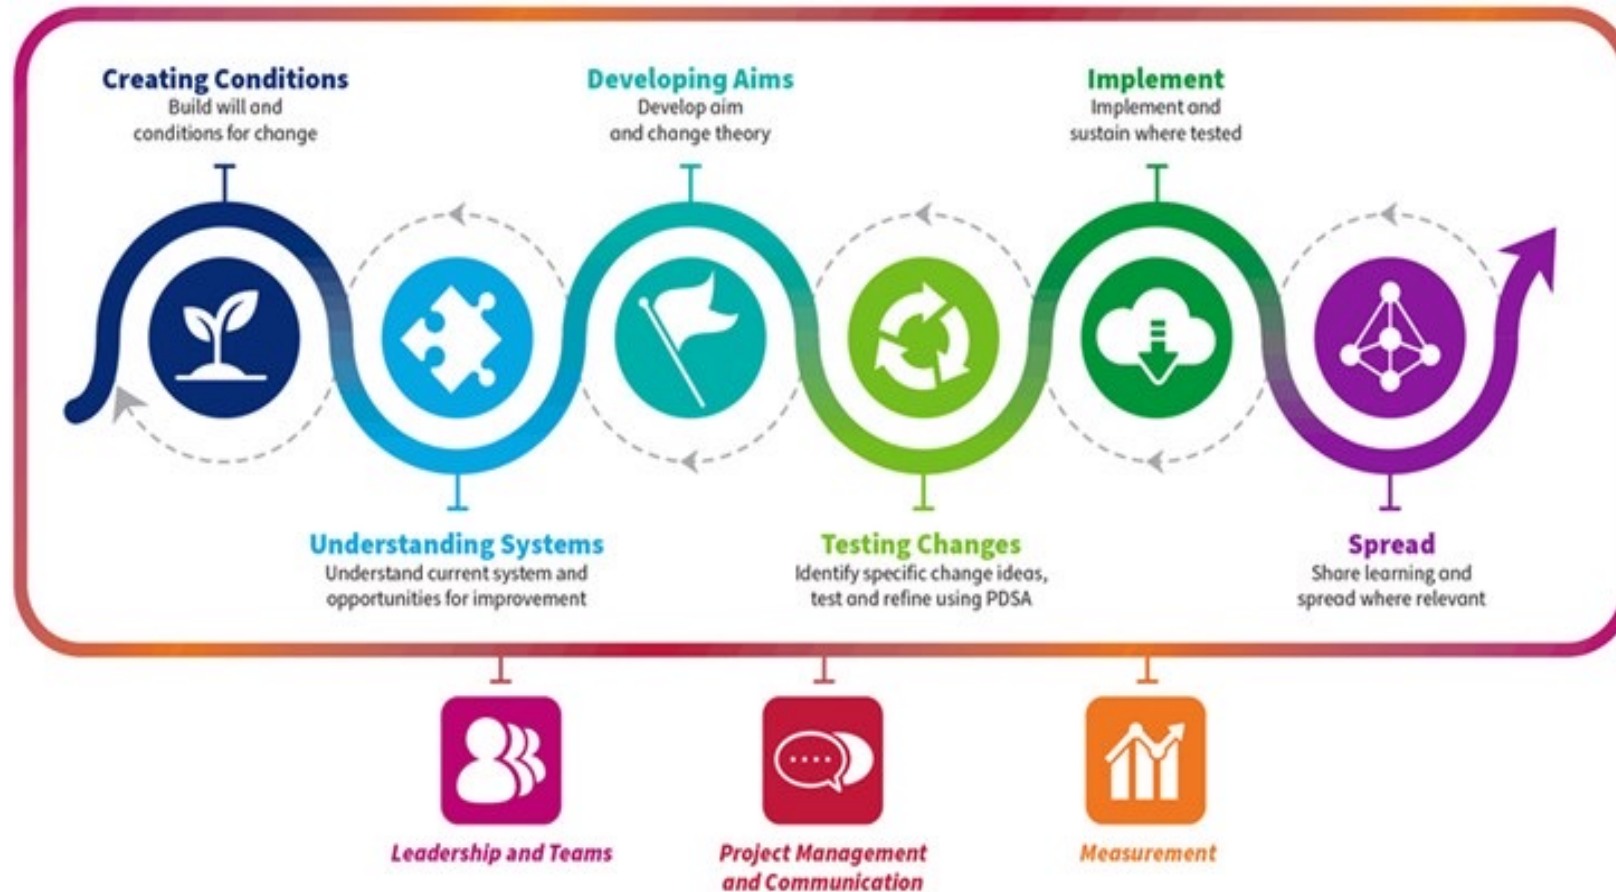 Creating Conditions
Build will and
conditions for change
Developing Aims
Develop aim
and change theory
Implement
Implement and
sustain where tested
Understanding Systems
Understand current system and
opportunities for improvement
Testing Changes
Identify specific change ideas,
test and refine using PDSA
Spread
Share learning and
spread where relevant
Leadership and Teams
Project Management
and Communication
Measurement